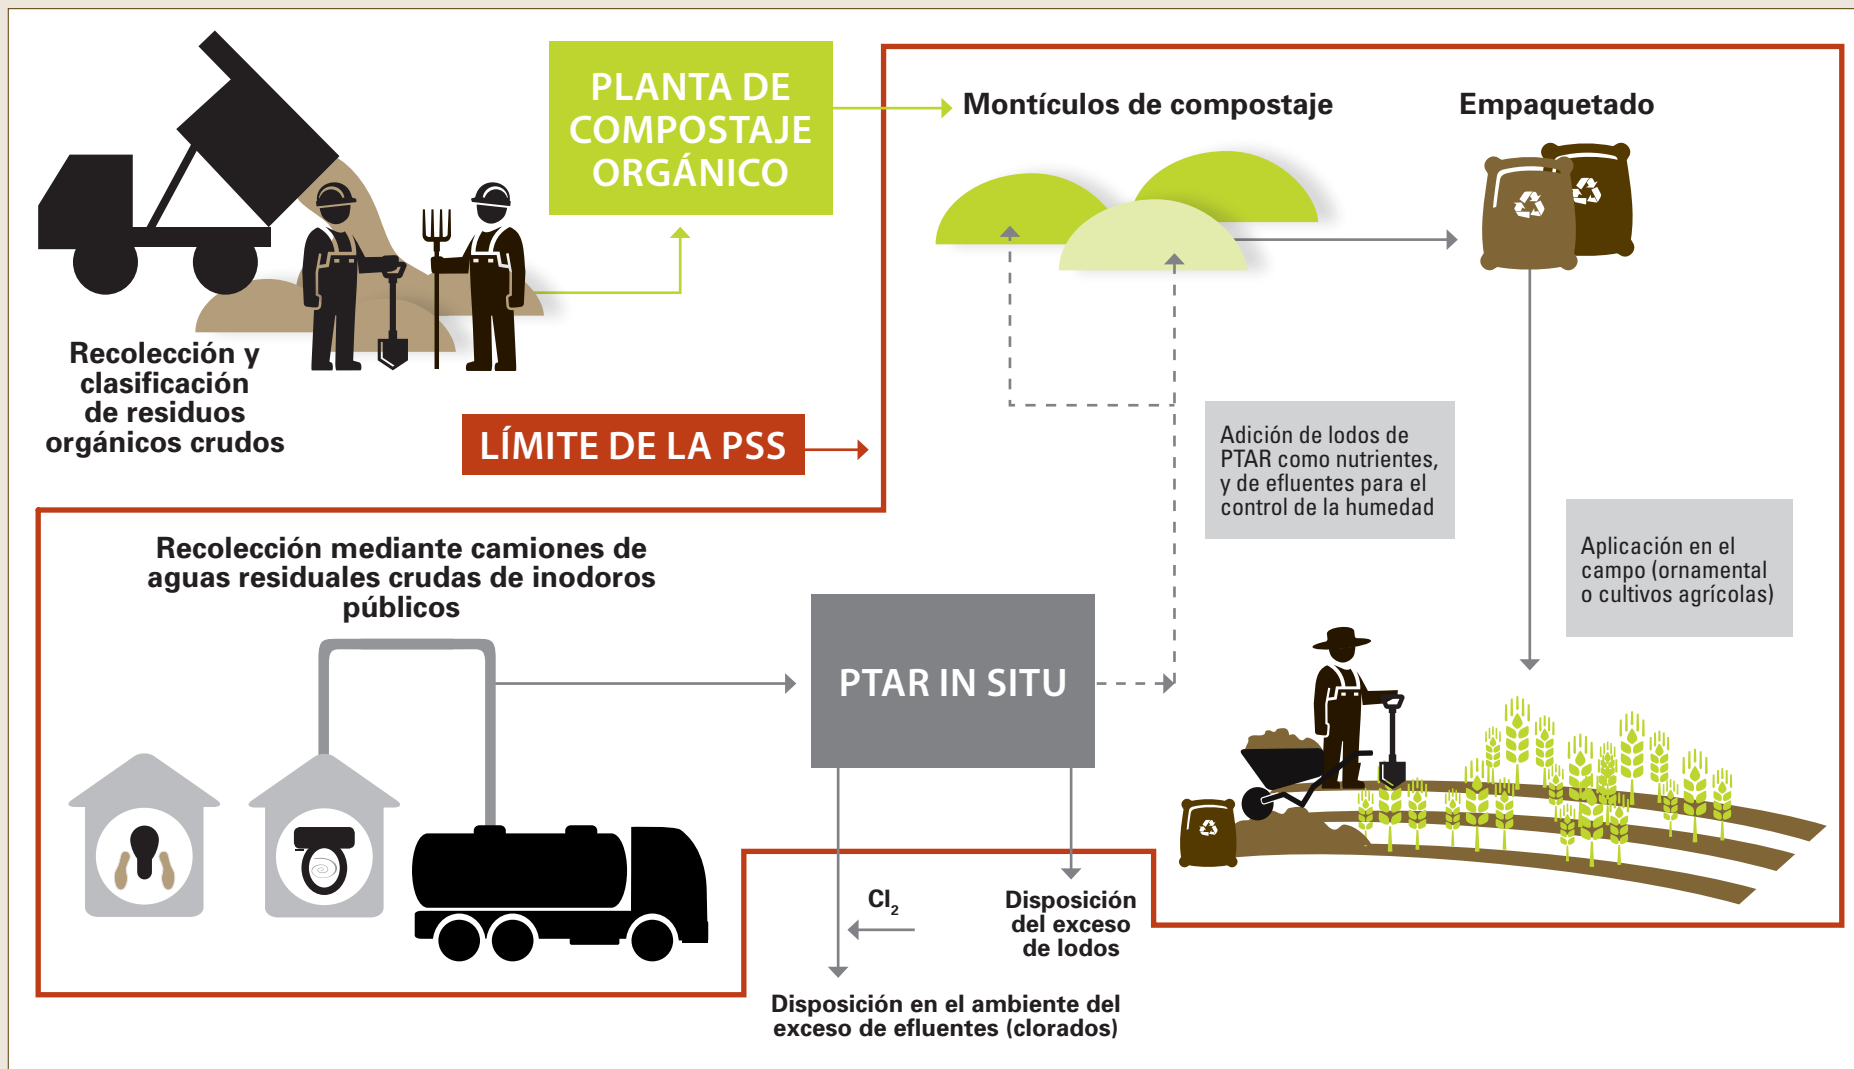 PLANTA DE
COMPOSTAJE
ORGÁNICO
Montículos de compostaje
Empaquetado
Recolección y
clasificación
de residuos
orgánicos crudos
LÍMITE DE LA PSS
Adición de lodos de
PTAR como nutrientes,
y de efluentes para el
control de la humedad
Aplicación en el
campo (ornamental
o cultivos agrícolas)
Recolección mediante camiones de
aguas residuales crudas de inodoros
públicos
PTAR IN SITU
Cl₂
Disposición
del exceso
de lodos
Disposición en el ambiente del
exceso de efluentes (clorados)